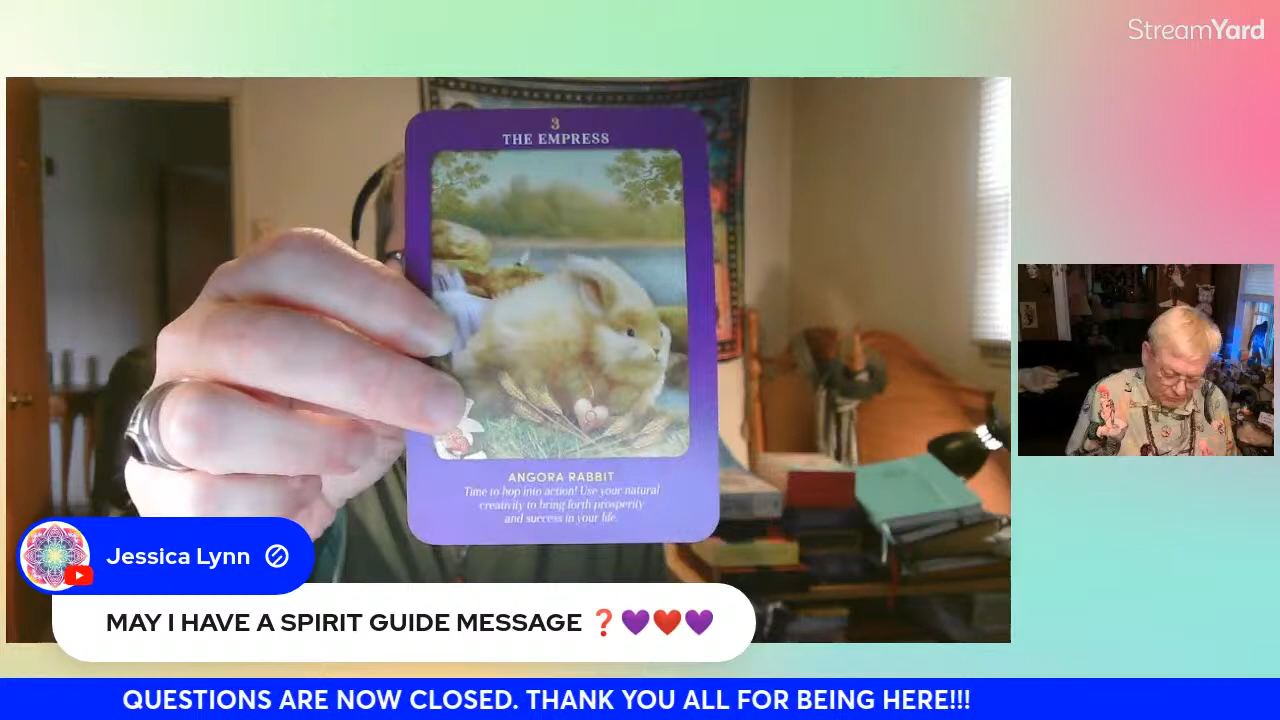 StreamYard
3
THE EMPRESS
ANGORA RABBIT
Time to hop into action! Use your natural
creativity to bring forth prosperity
and success in your life.
Jessica Lynn
MAY I HAVE A SPIRIT GUIDE MESSAGE ❓💜❤️💜
QUESTIONS ARE NOW CLOSED. THANK YOU ALL FOR BEING HERE!!!